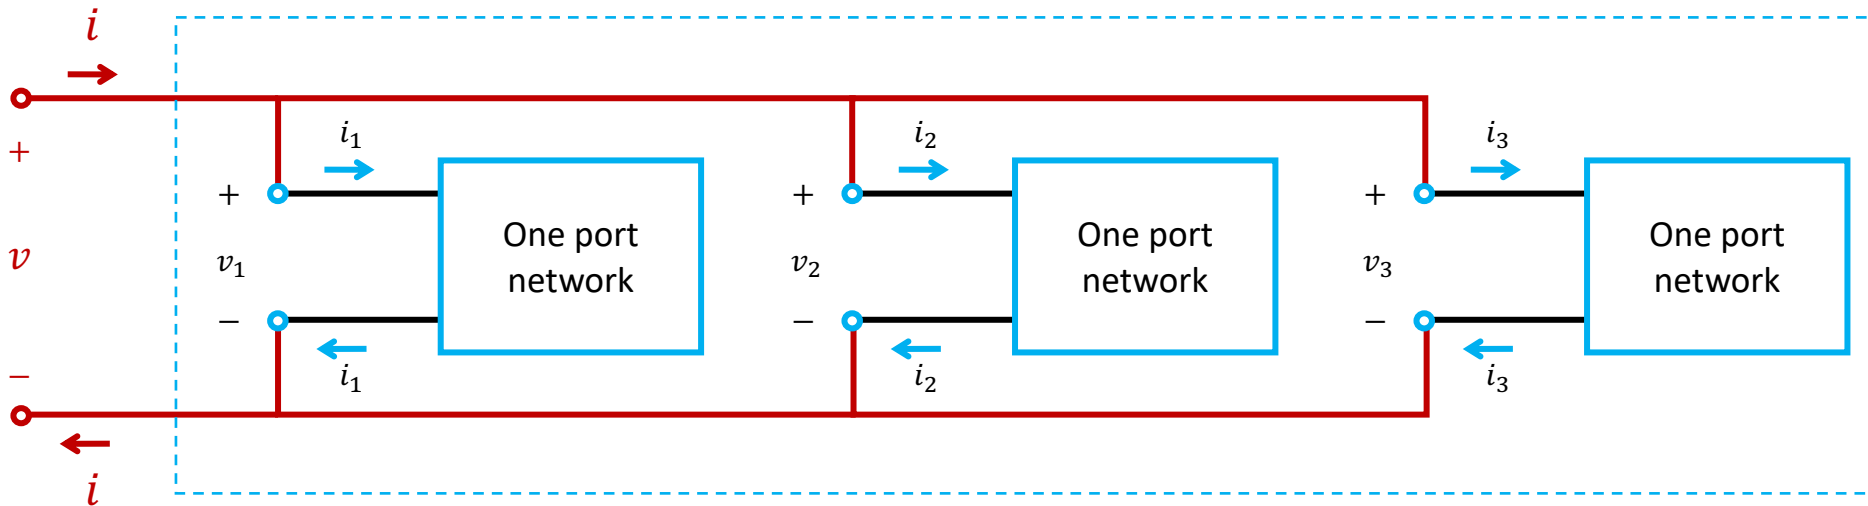 i
+
v
−
i
i₁
+
v₁
−
i₁
One port
network
i₂
+
v₂
−
i₂
One port
network
i₃
+
v₃
−
i₃
One port
network